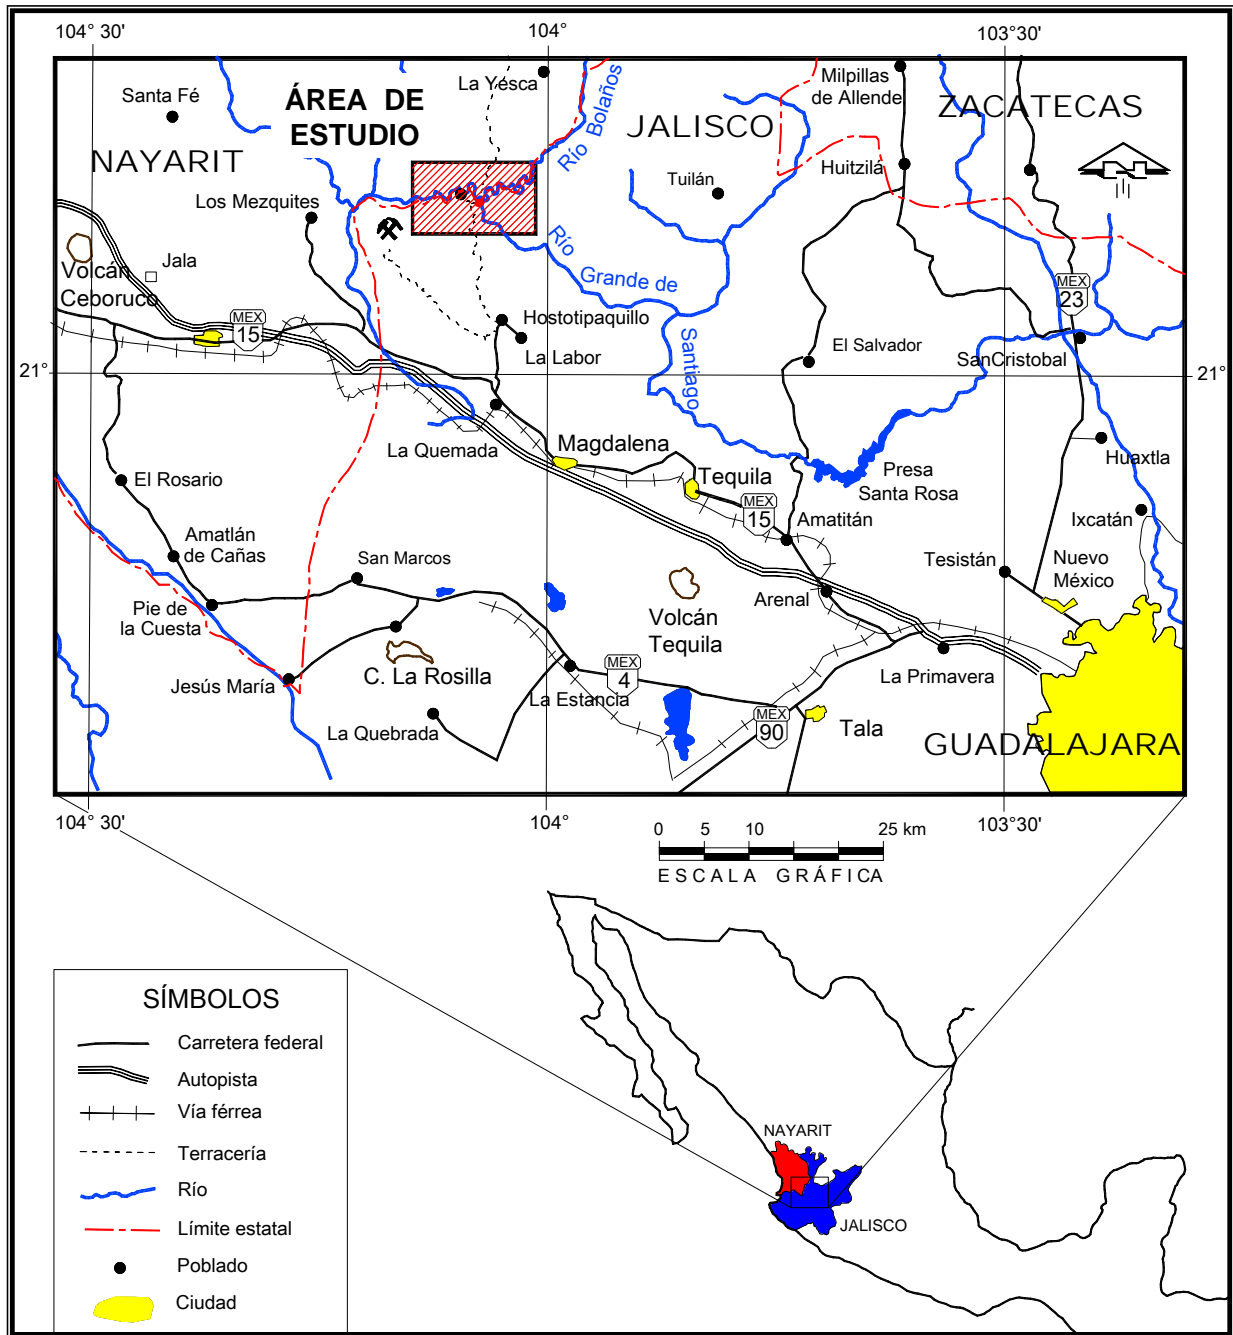 104° 30'
104°
103°30'
La Yesca
Milpillas
de Allende
Santa Fé
ÁREA DE
ESTUDIO
Río Bolaños
JALISCO
ZACATECAS
NAYARIT
Huitzilá
Tuilán
Los Mezquites
Río
Grande de
Santiago
Volcán
Ceboruco
Jala
MEX
15
MEX
23
Hostotipaquillo
La Labor
El Salvador
SanCristobal
21°
21°
La Quemada
Magdalena
Tequila
Huaxtla
El Rosario
Presa
Santa Rosa
MEX
15
Amatitán
Ixcatán
Amatlán
de Cañas
San Marcos
Tesistán
Nuevo
México
Pie de
la Cuesta
Volcán
Tequila
Arenal
Jesús María
C. La Rosilla
MEX
4
La Estancia
La Primavera
La Quebrada
MEX
90
Tala
GUADALAJARA
104° 30'
104°
103°30'
0 5 10 25 km
ESCALA GRÁFICA
SÍMBOLOS
Carretera federal
Autopista
Vía férrea
Terracería
Río
Límite estatal
Poblado
Ciudad
NAYARIT
JALISCO